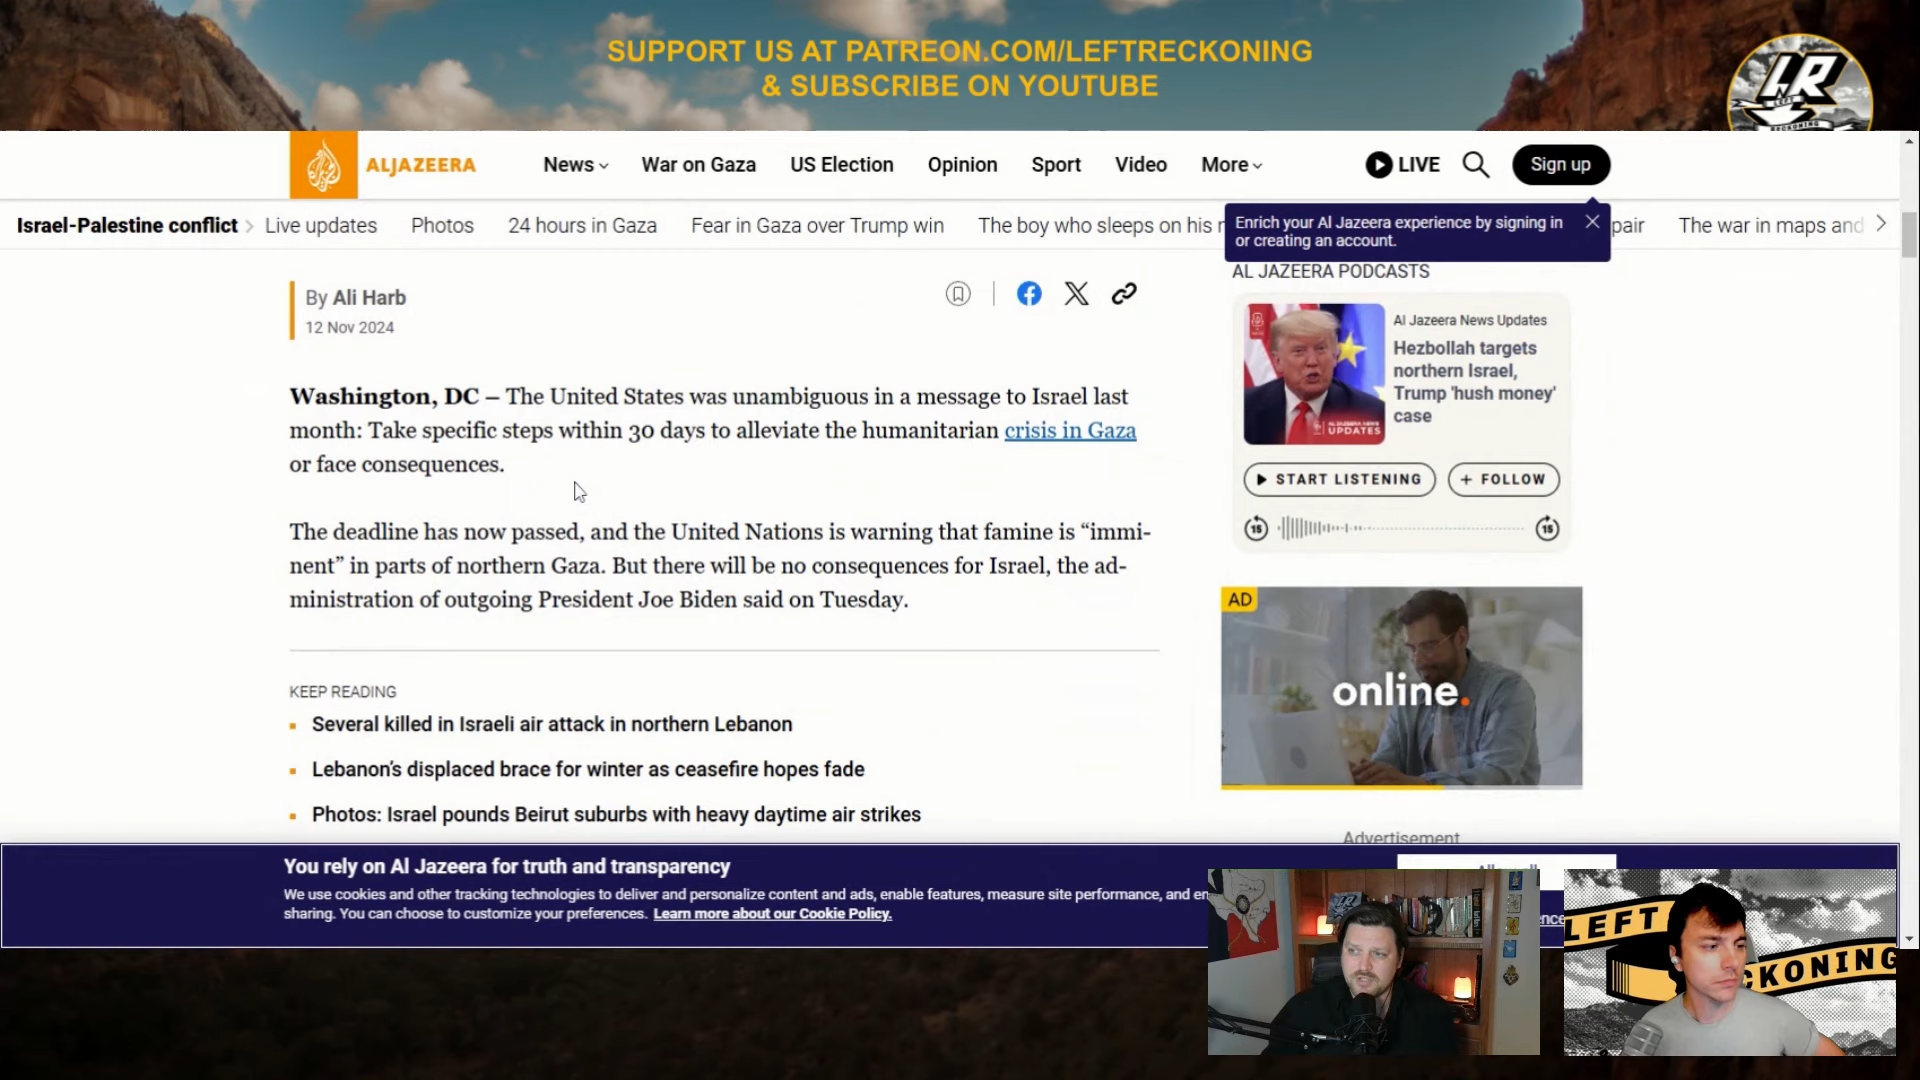 SUPPORT US AT PATREON.COM/LEFTRECKONING
& SUBSCRIBE ON YOUTUBE
LR
LEFT
RECKONING
ALJAZEERA
News
War on Gaza
US Election
Opinion
Sport
Video
More
LIVE
Sign up
Israel-Palestine conflict
Live updates
Photos
24 hours in Gaza
Fear in Gaza over Trump win
The boy who sleeps on his
The war in maps and
Enrich your Al Jazeera experience by signing in
or creating an account.
By Ali Harb
12 Nov 2024
Washington, DC – The United States was unambiguous in a message to Israel last
month: Take specific steps within 30 days to alleviate the humanitarian crisis in Gaza
or face consequences.
The deadline has now passed, and the United Nations is warning that famine is “immi-
nent” in parts of northern Gaza. But there will be no consequences for Israel, the ad-
ministration of outgoing President Joe Biden said on Tuesday.
KEEP READING
Several killed in Israeli air attack in northern Lebanon
Lebanon’s displaced brace for winter as ceasefire hopes fade
Photos: Israel pounds Beirut suburbs with heavy daytime air strikes
AL JAZEERA PODCASTS
Al Jazeera News Updates
Hezbollah targets
northern Israel,
Trump 'hush money'
case
AL JAZEERA NEWS
UPDATES
START LISTENING
+ FOLLOW
15
15
AD
online.
Advertisement
You rely on Al Jazeera for truth and transparency
We use cookies and other tracking technologies to deliver and personalize content and ads, enable features, measure site performance, and
sharing. You can choose to customize your preferences. Learn more about our Cookie Policy.
LEFT
CKONING